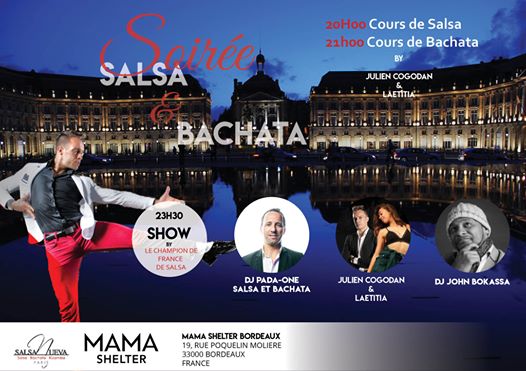 Soirée
SALSA
&
BACHATA
20H00 Cours de Salsa
21h00 Cours de Bachata
BY
JULIEN COGODAN
&
LAETITIA
23H30
SHOW
BY
LE CHAMPION DE
FRANCE
DE SALSA
DJ PADA-ONE
SALSA ET BACHATA
JULIEN COGODAN
&
LAETITIA
DJ JOHN BOKASSA
SALSA NUEVA
PARIS
MAMA
SHELTER
MAMA SHELTER BORDEAUX
19, RUE POQUELIN MOLIERE
33000 BORDEAUX
FRANCE